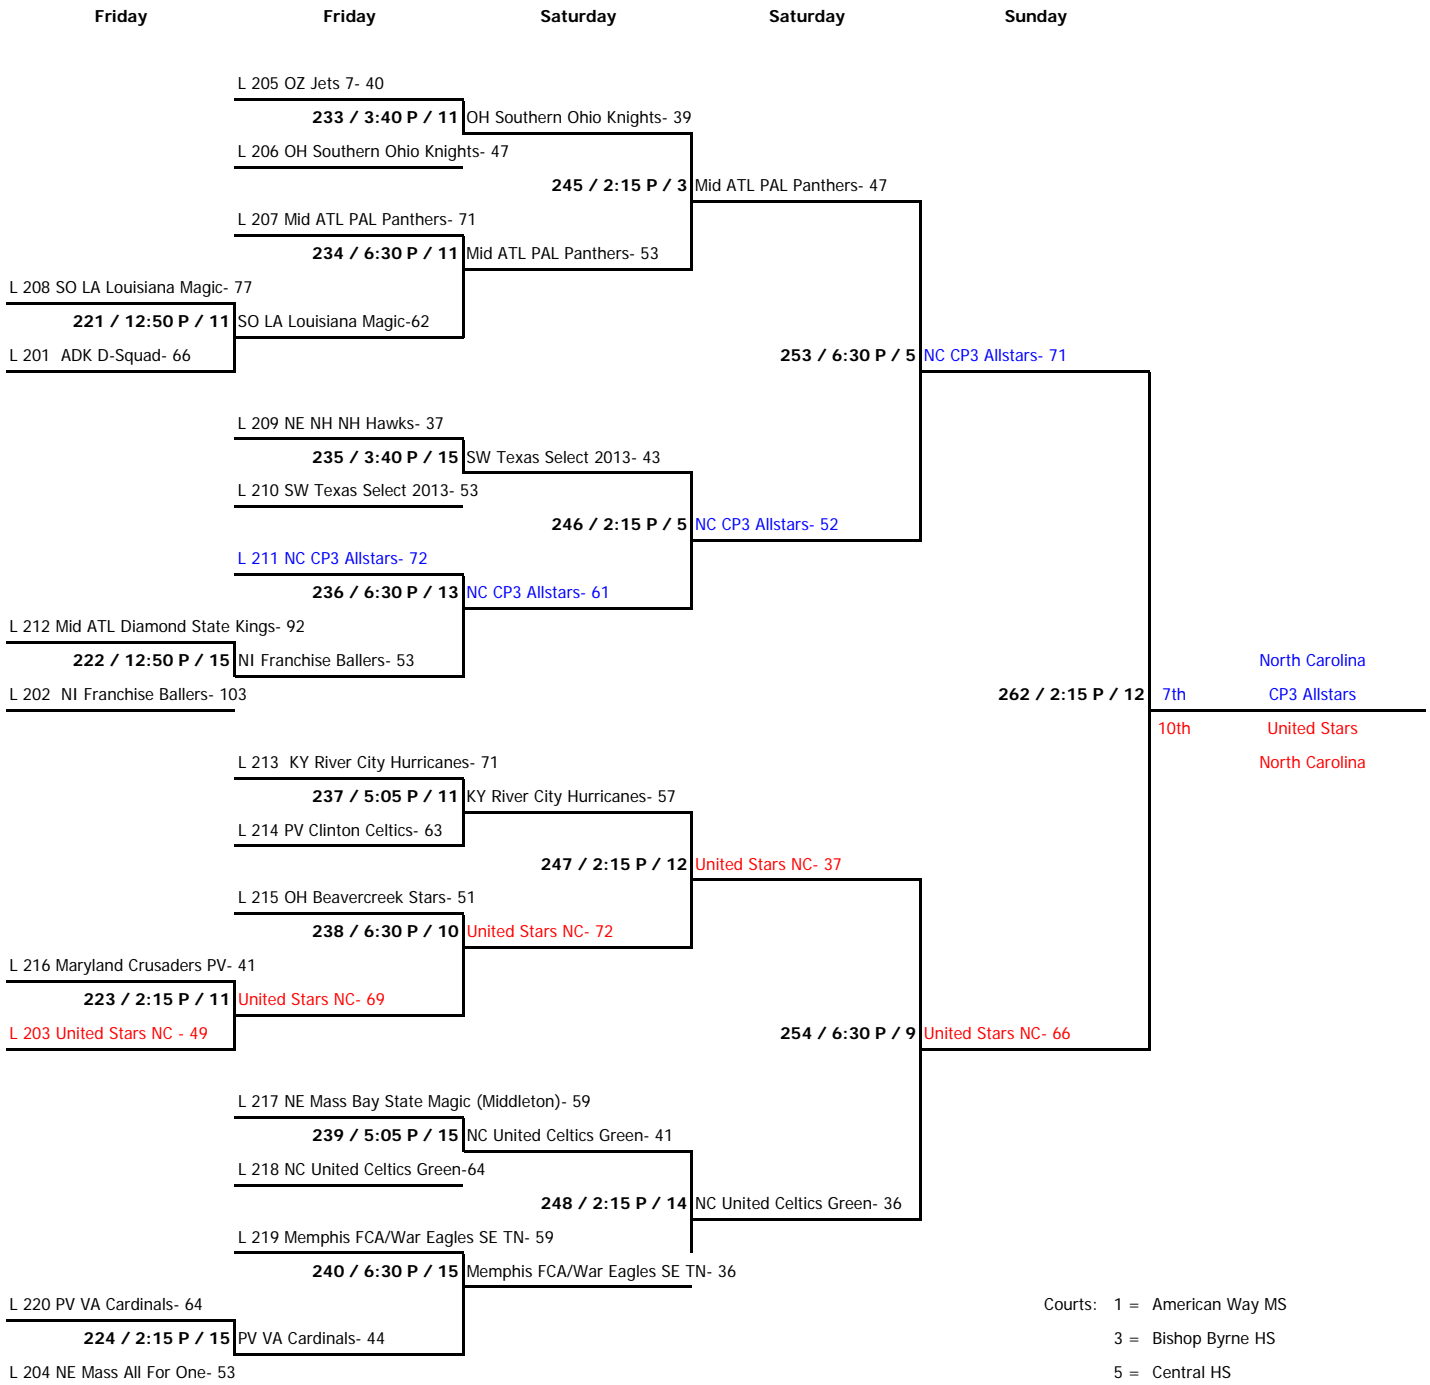 Friday Friday Saturday Saturday Sunday
L 205 OZ Jets 7- 40
233 / 3:40 P / 11 OH Southern Ohio Knights- 39
L 206 OH Southern Ohio Knights- 47
245 / 2:15 P / 3 Mid ATL PAL Panthers- 47
L 207 Mid ATL PAL Panthers- 71
234 / 6:30 P / 11 Mid ATL PAL Panthers- 53
L 208 SO LA Louisiana Magic- 77
221 / 12:50 P / 11 SO LA Louisiana Magic-62
L 201 ADK D-Squad- 66 253 / 6:30 P / 5 NC CP3 Allstars- 71
L 209 NE NH NH Hawks- 37
235 / 3:40 P / 15 SW Texas Select 2013- 43
L 210 SW Texas Select 2013- 53
246 / 2:15 P / 5 NC CP3 Allstars- 52
L 211 NC CP3 Allstars- 72
236 / 6:30 P / 13 NC CP3 Allstars- 61
L 212 Mid ATL Diamond State Kings- 92
222 / 12:50 P / 15 NI Franchise Ballers- 53 North Carolina
L 202 NI Franchise Ballers- 103 262 / 2:15 P / 12 7th CP3 Allstars
10th United Stars
L 213 KY River City Hurricanes- 71 North Carolina
237 / 5:05 P / 11 KY River City Hurricanes- 57
L 214 PV Clinton Celtics- 63
247 / 2:15 P / 12 United Stars NC- 37
L 215 OH Beavercreek Stars- 51
238 / 6:30 P / 10 United Stars NC- 72
L 216 Maryland Crusaders PV- 41
223 / 2:15 P / 11 United Stars NC- 69
L 203 United Stars NC - 49 254 / 6:30 P / 9 United Stars NC- 66
L 217 NE Mass Bay State Magic (Middleton)- 59
239 / 5:05 P / 15 NC United Celtics Green- 41
L 218 NC United Celtics Green-64
248 / 2:15 P / 14 NC United Celtics Green- 36
L 219 Memphis FCA/War Eagles SE TN- 59
240 / 6:30 P / 15 Memphis FCA/War Eagles SE TN- 36
L 220 PV VA Cardinals- 64 Courts: 1 = American Way MS
224 / 2:15 P / 15 PV VA Cardinals- 44 3 = Bishop Byrne HS
L 204 NE Mass All For One- 53 5 = Central HS